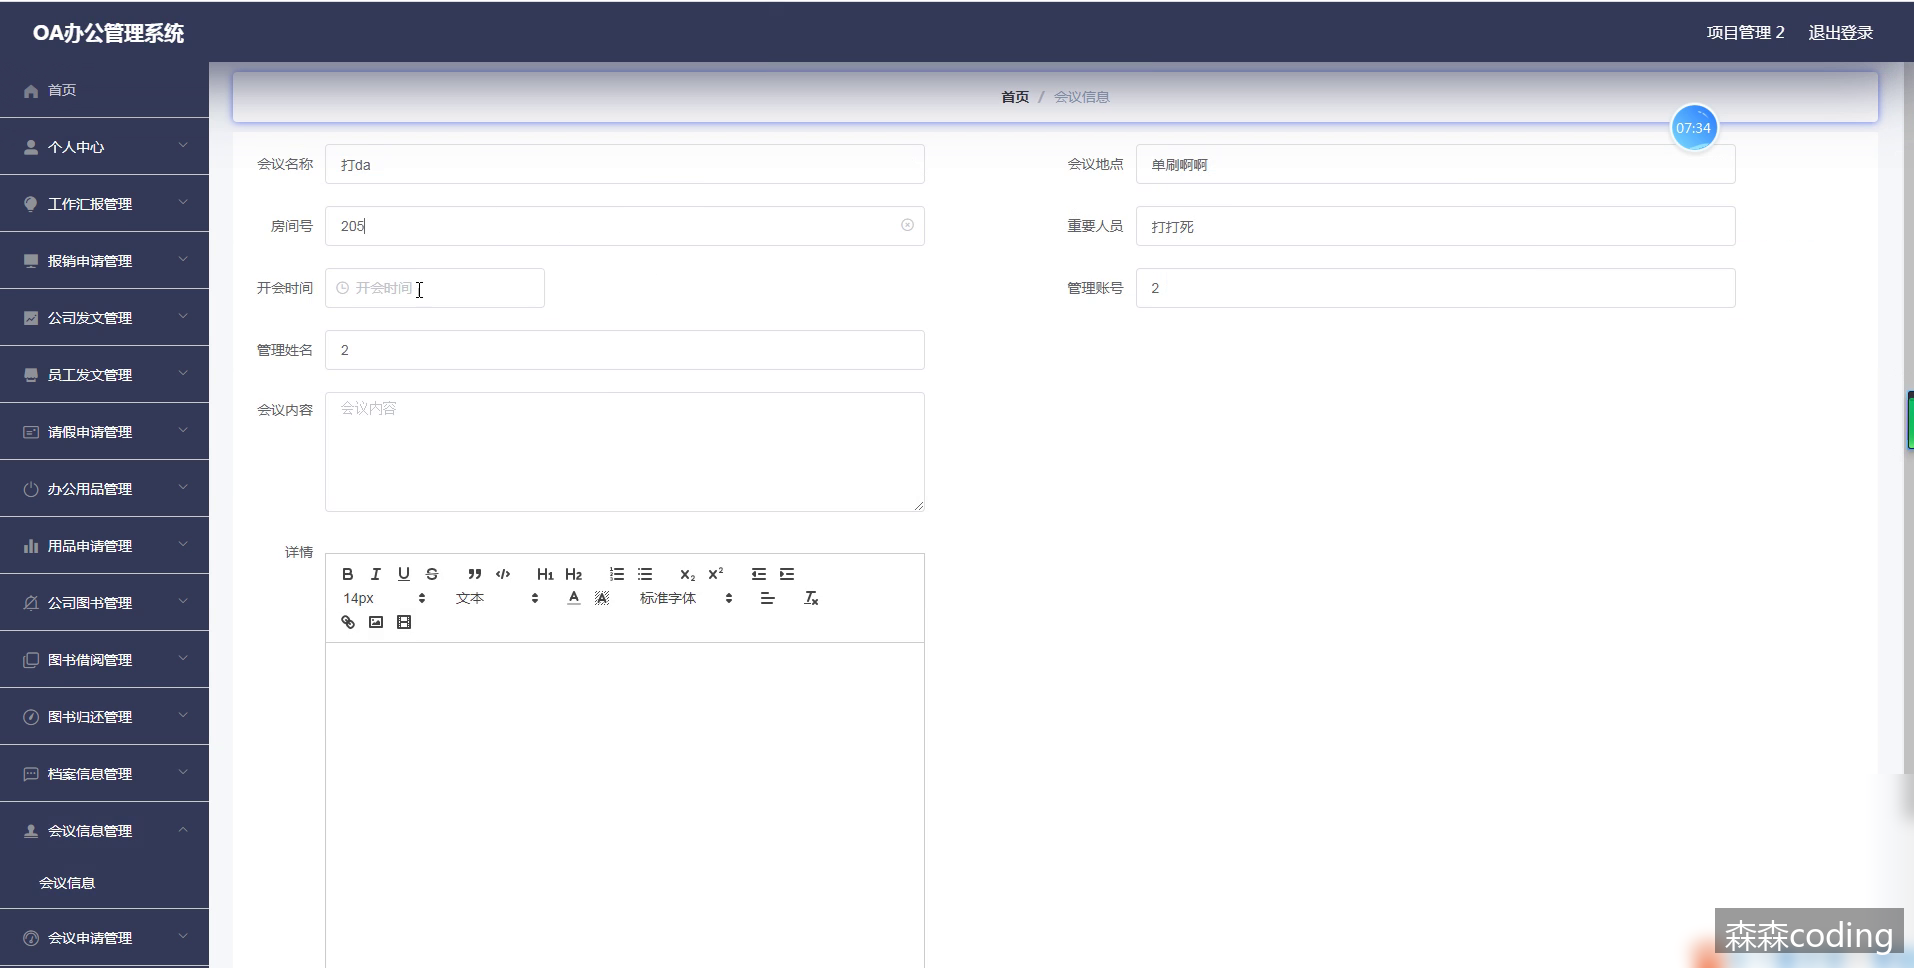 OA办公管理系统
项目管理 2 退出登录
首页
个人中心
工作汇报管理
报销申请管理
公司发文管理
员工发文管理
请假申请管理
办公用品管理
用品申请管理
公司图书管理
图书借阅管理
图书归还管理
档案信息管理
会议信息管理
会议信息
会议申请管理
首页 / 会议信息
07:34
会议名称 打da
会议地点 单刷啊啊
房间号 205
重要人员 打打死
开会时间 开会时间
管理账号 2
管理姓名 2
会议内容 会议内容
详情
B I U S ” </> H1 H2 X2 X2
14px 文本 A A 标准字体 Tx
森森coding